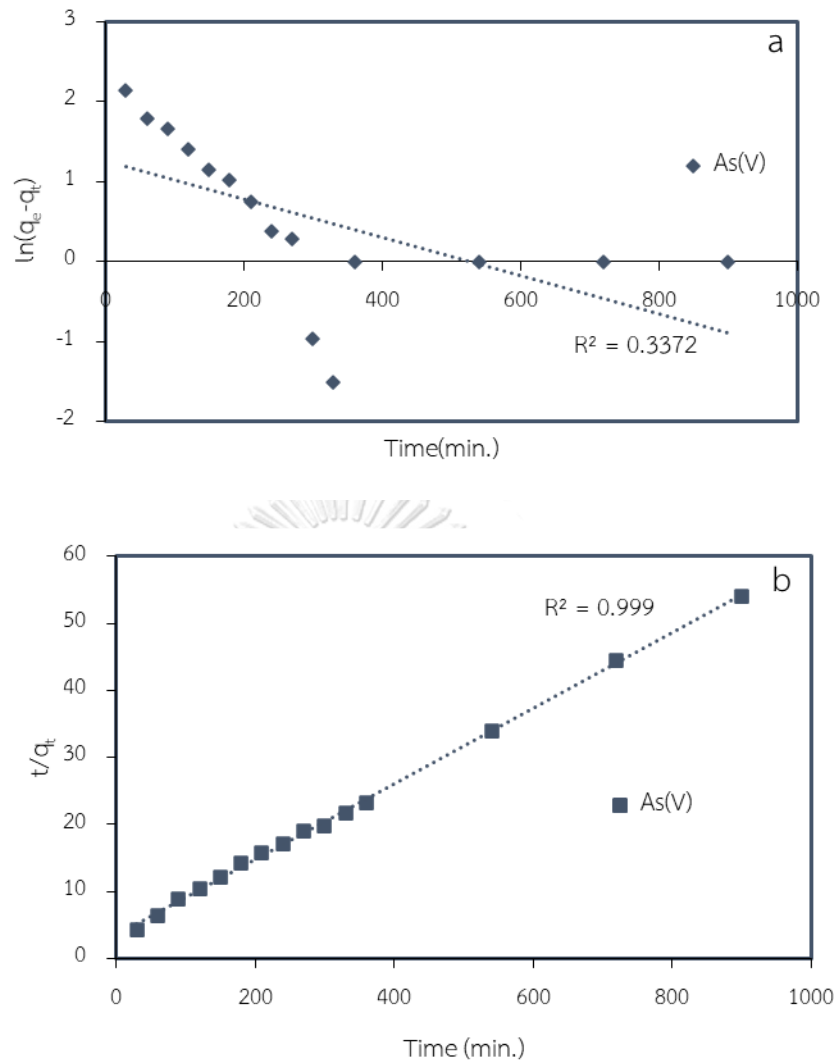 3
a
2
As(V)
1
ln(qₑ-qₜ)
0
0 200 400 600 800 1000
-1
R² = 0.3372
-2
Time(min.)
60
b
R² = 0.999
50
40
t/qₜ
30
As(V)
20
10
0
0 200 400 600 800 1000
Time (min.)